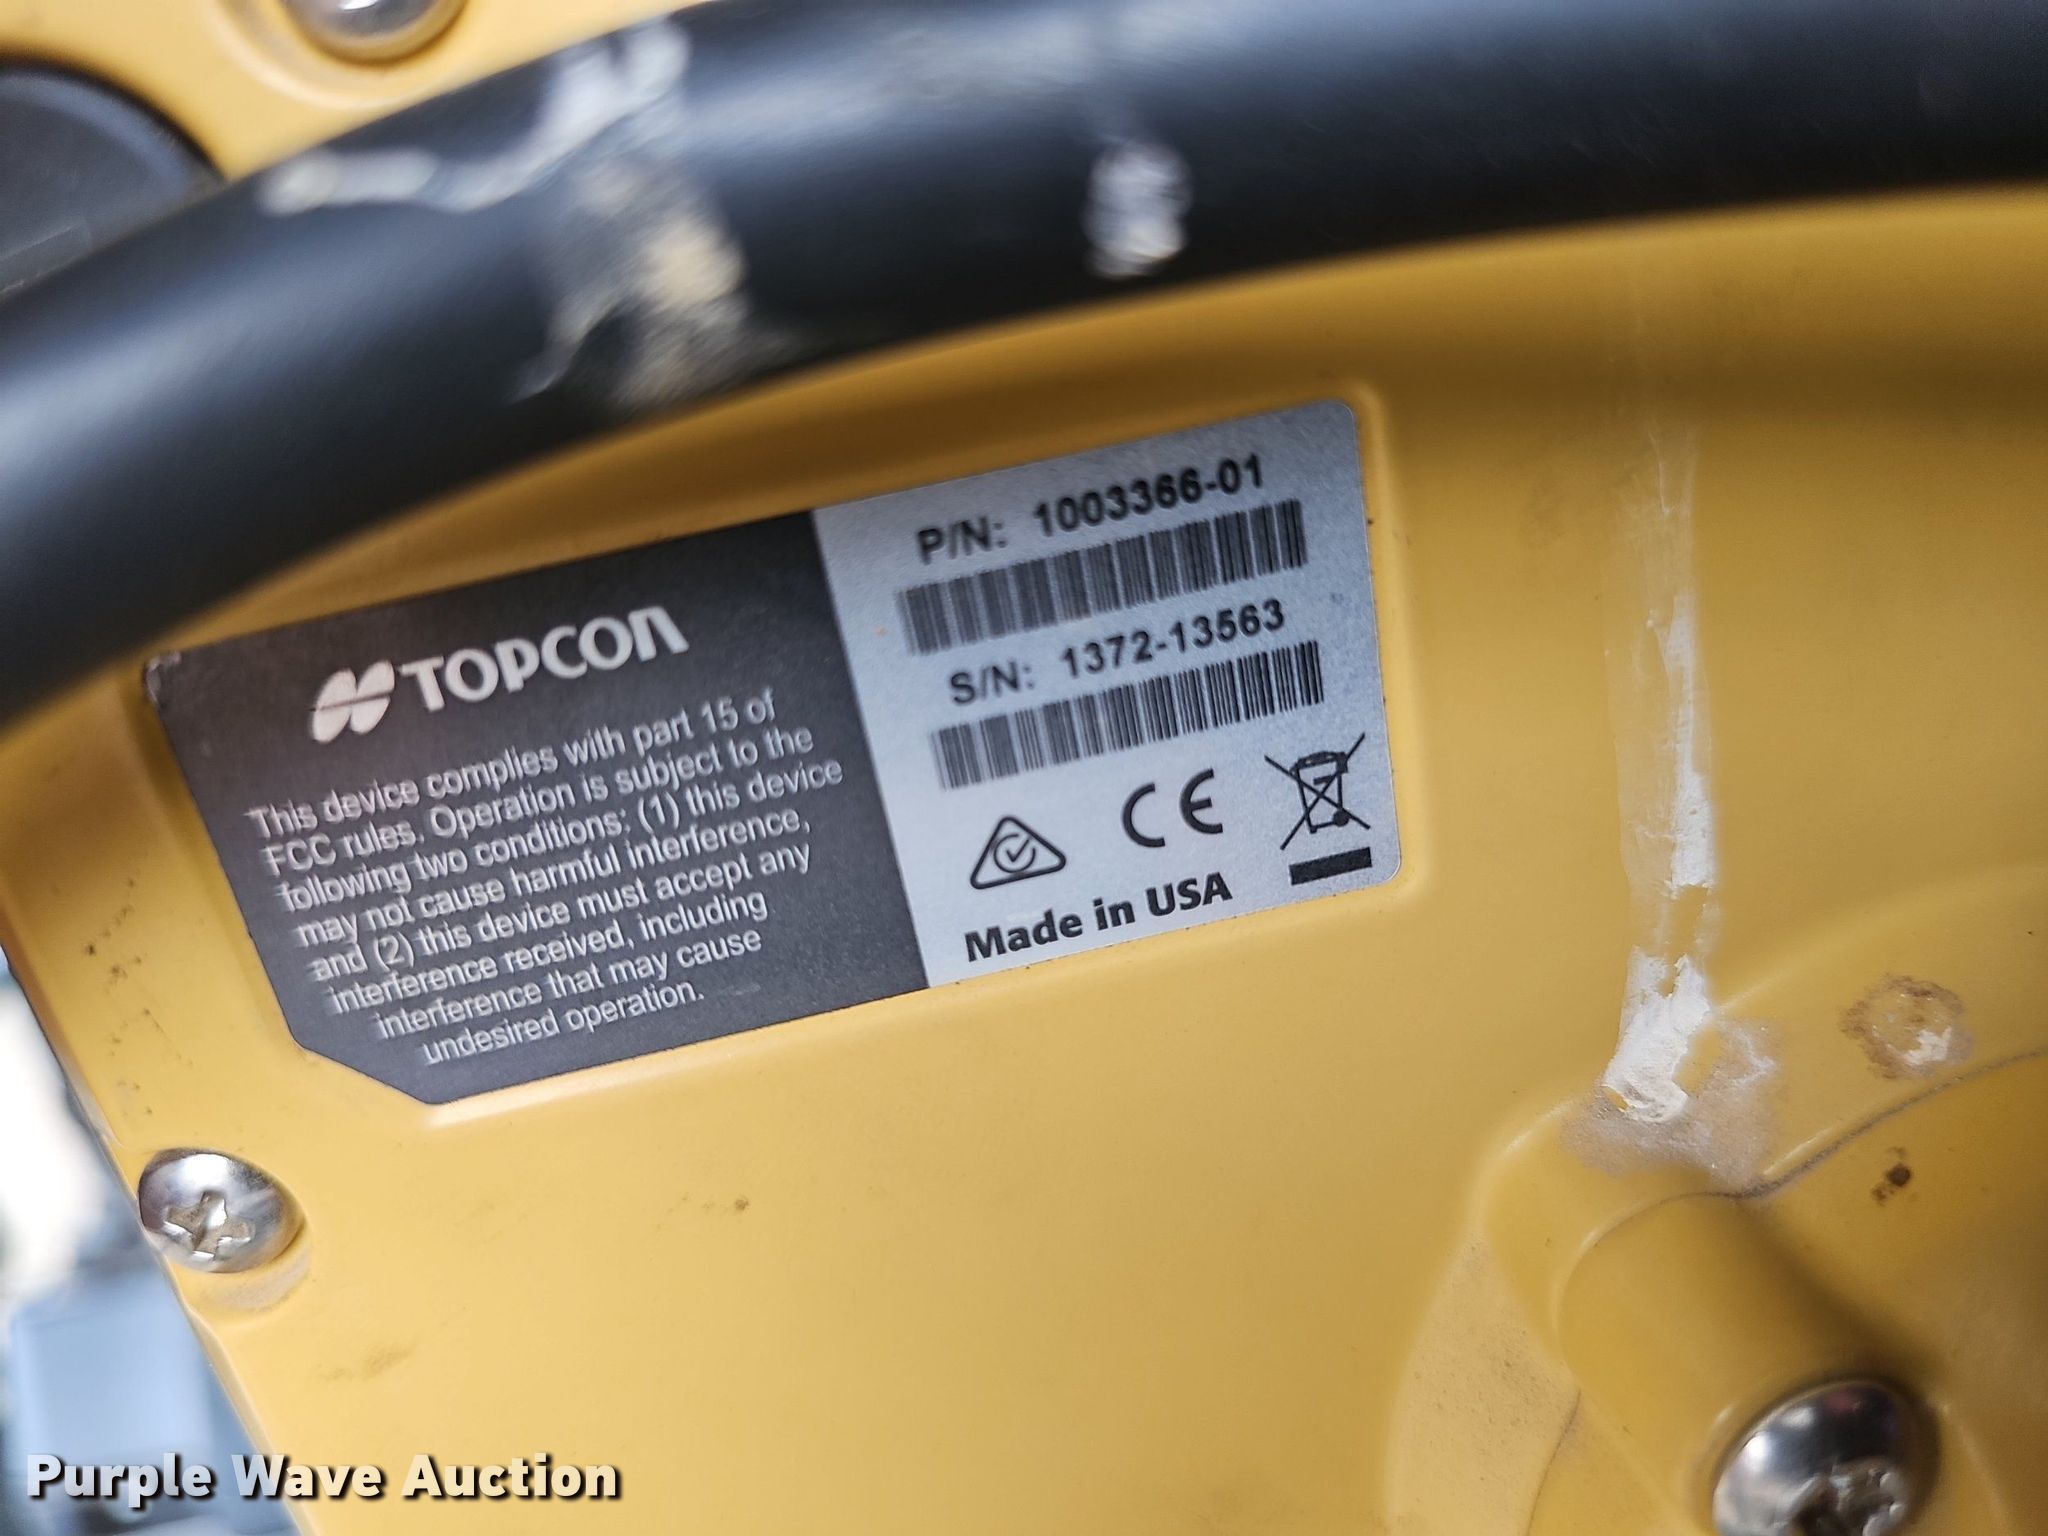 TOPCON
This device complies with part 15 of
FCC rules. Operation is subject to the
following two conditions: (1) this device
may not cause harmful interference,
and (2) this device must accept any
interference received, including
interference that may cause
undesired operation.
P/N: 1003366-01
S/N: 1372-13563
CE
Made in USA
Purple Wave Auction